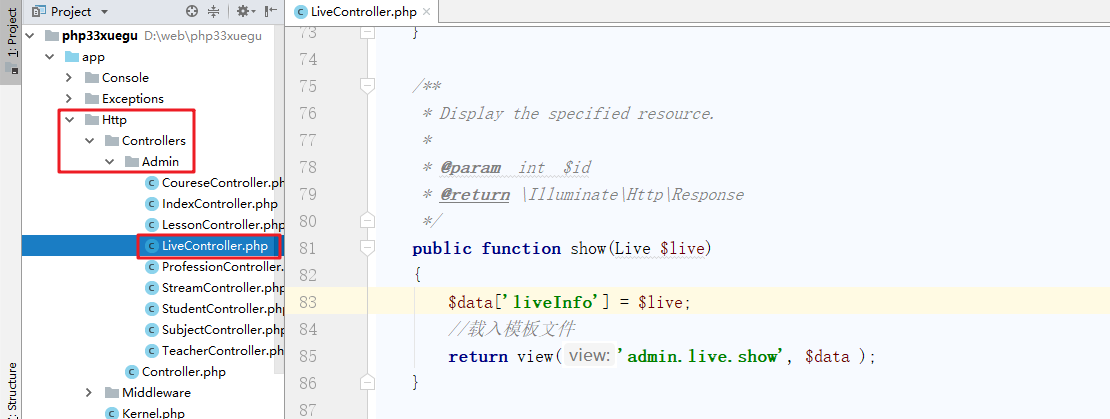 1: Project
7: Structure
Project
php33xuegu D:\web\php33xuegu
app
Console
Exceptions
Http
Controllers
Admin
CoureseController.ph
IndexController.php
LessonController.php
LiveController.php
ProfessionController.
StreamController.php
StudentController.php
SubjectController.php
TeacherController.php
Controller.php
Middleware
Kernel.php
LiveController.php
73 }
74
75 /**
76 * Display the specified resource.
77 *
78 * @param int $id
79 * @return \Illuminate\Http\Response
80 */
81 public function show(Live $live)
82 {
83 $data['liveInfo'] = $live;
84 //载入模板文件
85 return view( view: 'admin.live.show', $data );
86 }
87